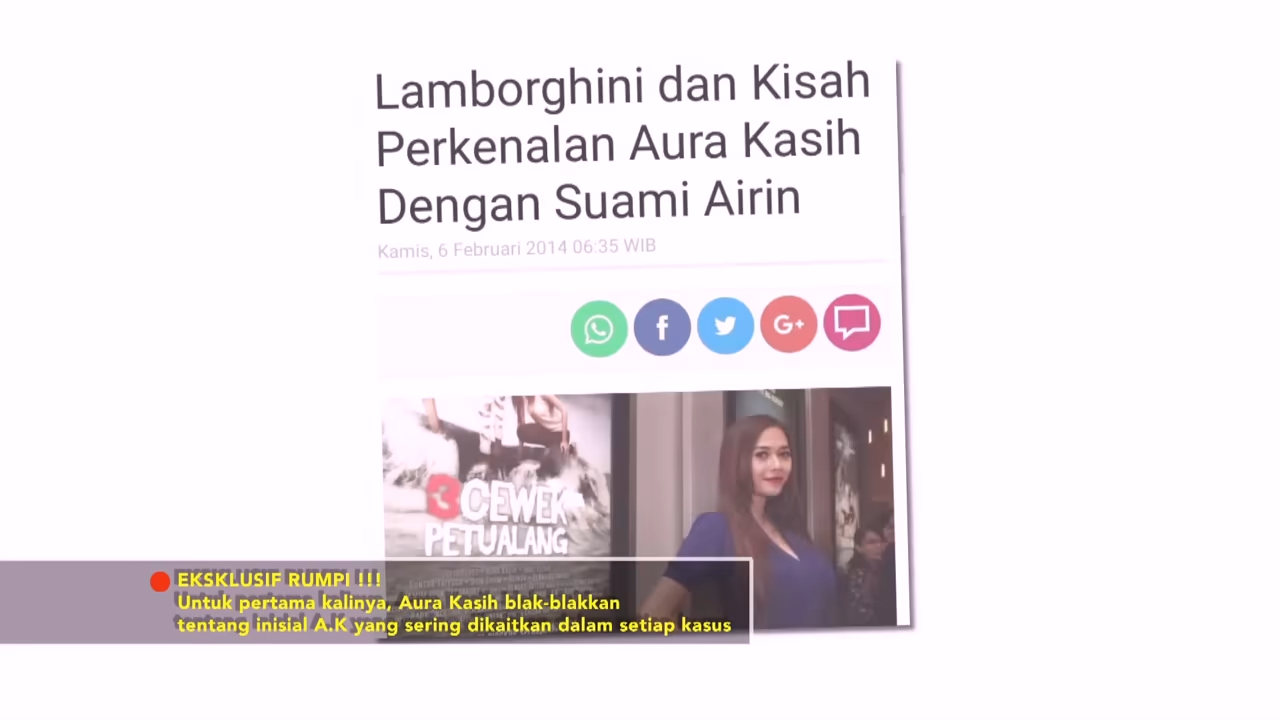 Lamborghini dan Kisah
Perkenalan Aura Kasih
Dengan Suami Airin
Kamis, 6 Februari 2014 06:35 WIB
f
G+
3 CEWEK
PETUALANG
EKSKLUSIF RUMPI !!!
Untuk pertama kalinya, Aura Kasih blak-blakkan
tentang inisial A.K yang sering dikaitkan dalam setiap kasus